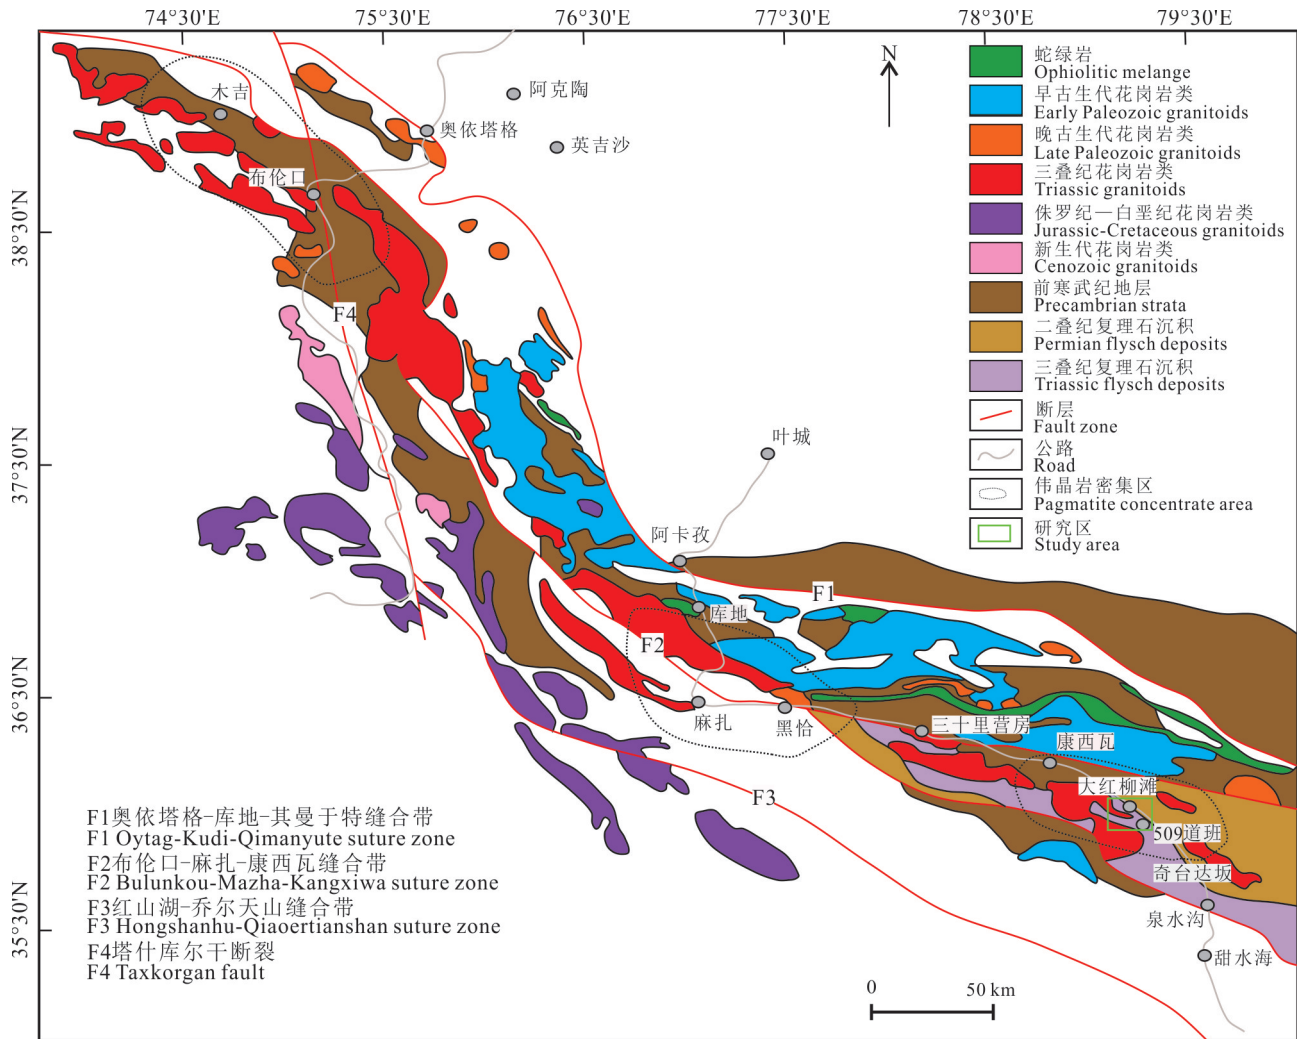 74°30'E
75°30'E
76°30'E
77°30'E
78°30'E
79°30'E
38°30'N
37°30'N
36°30'N
35°30'N
N
木吉
阿克陶
奥依塔格
英吉沙
布伦口
F4
叶城
阿卡孜
F1
库地
F2
麻扎
黑恰
三十里营房
康西瓦
大红柳滩
509道班
奇台达坂
泉水沟
甜水海
F3
蛇绿岩
Ophiolitic melange
早古生代花岗岩类
Early Paleozoic granitoids
晚古生代花岗岩类
Late Paleozoic granitoids
三叠纪花岗岩类
Triassic granitoids
侏罗纪—白垩纪花岗岩类
Jurassic-Cretaceous granitoids
新生代花岗岩类
Cenozoic granitoids
前寒武纪地层
Precambrian strata
二叠纪复理石沉积
Permian flysch deposits
三叠纪复理石沉积
Triassic flysch deposits
断层
Fault zone
公路
Road
伟晶岩密集区
Pagmatite concentrate area
研究区
Study area
F1奥依塔格-库地-其曼于特缝合带
F1 Oytag-Kudi-Qimanyute suture zone
F2布伦口-麻扎-康西瓦缝合带
F2 Bulunkou-Mazha-Kangxiwa suture zone
F3红山湖-乔尔天山缝合带
F3 Hongshanhu-Qiaoertianshan suture zone
F4塔什库尔干断裂
F4 Taxkorgan fault
0 50 km